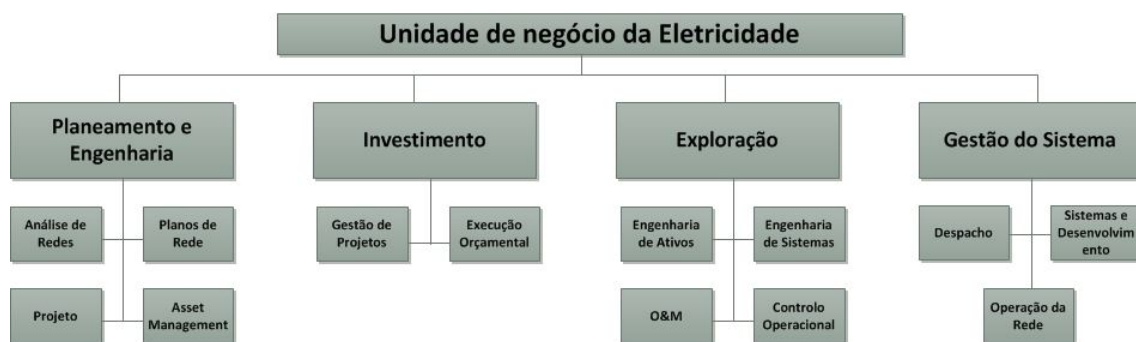 Unidade de negócio da Eletricidade
Planeamento e
Engenharia
Investimento
Exploração
Gestão do Sistema
Análise de
Redes
Planos de
Rede
Projeto
Asset
Management
Gestão de
Projetos
Execução
Orçamental
Engenharia
de Ativos
Engenharia
de Sistemas
O&M
Controlo
Operacional
Despacho
Sistemas e
Desenvolvim
ento
Operação da
Rede